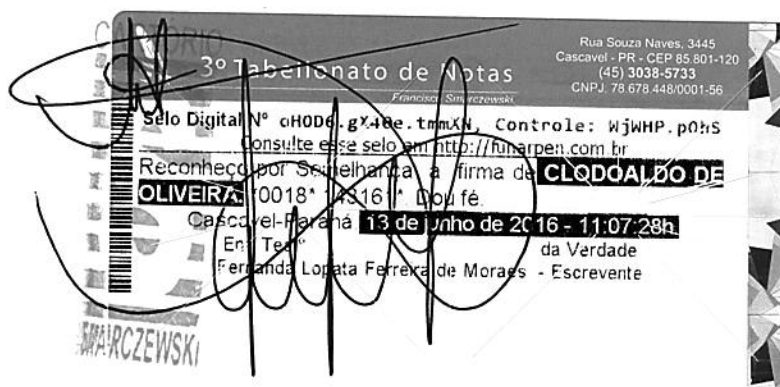 CARTÓRIO
3º Tabelionato de Notas
Francisco Smarczewski
Rua Souza Naves, 3445
Cascavel - PR - CEP 85.801-120
(45) 3038-5733
CNPJ. 78.678.448/0001-56
Selo Digital Nº Controle: WjWHP.pOhS
Consulte esse selo em http://funarpen.com.br
Reconheço por Semelhança a firma de CLODOALDO DE
OLIVEIRA. Dou fé.
Cascavel-Paraná 13 de junho de 2016 - 11:07:28h
da Verdade
Fernanda Lopata Ferreira de Moraes - Escrevente
SMARCZEWSKI